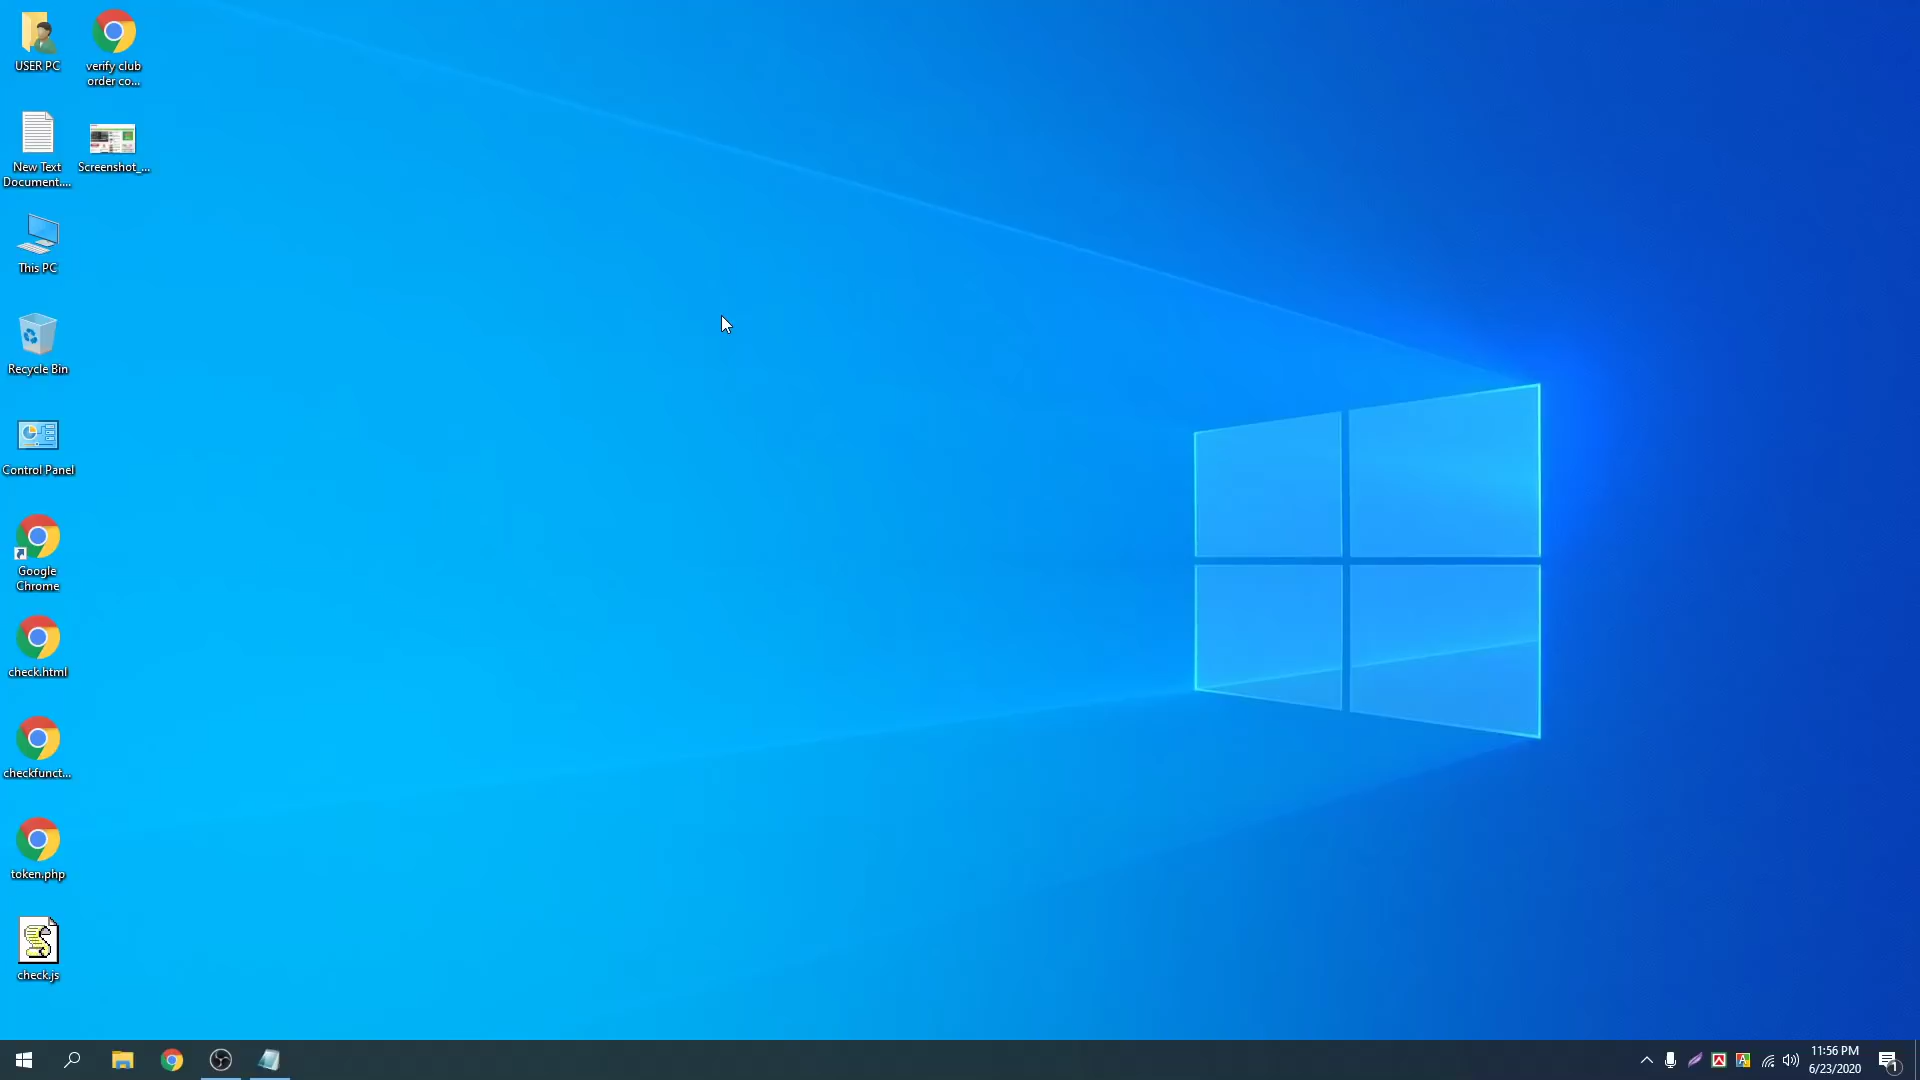 USER PC
verify club
order co...
New Text
Document....
Screenshot_...
This PC
Recycle Bin
Control Panel
Google
Chrome
check.html
checkfunct...
token.php
check.js
11:56 PM
6/23/2020
1